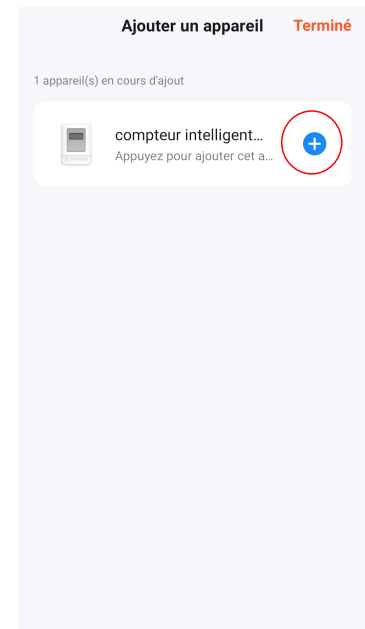 Ajouter un appareil Terminé
1 appareil(s) en cours d'ajout
compteur intelligent...
Appuyez pour ajouter cet a...